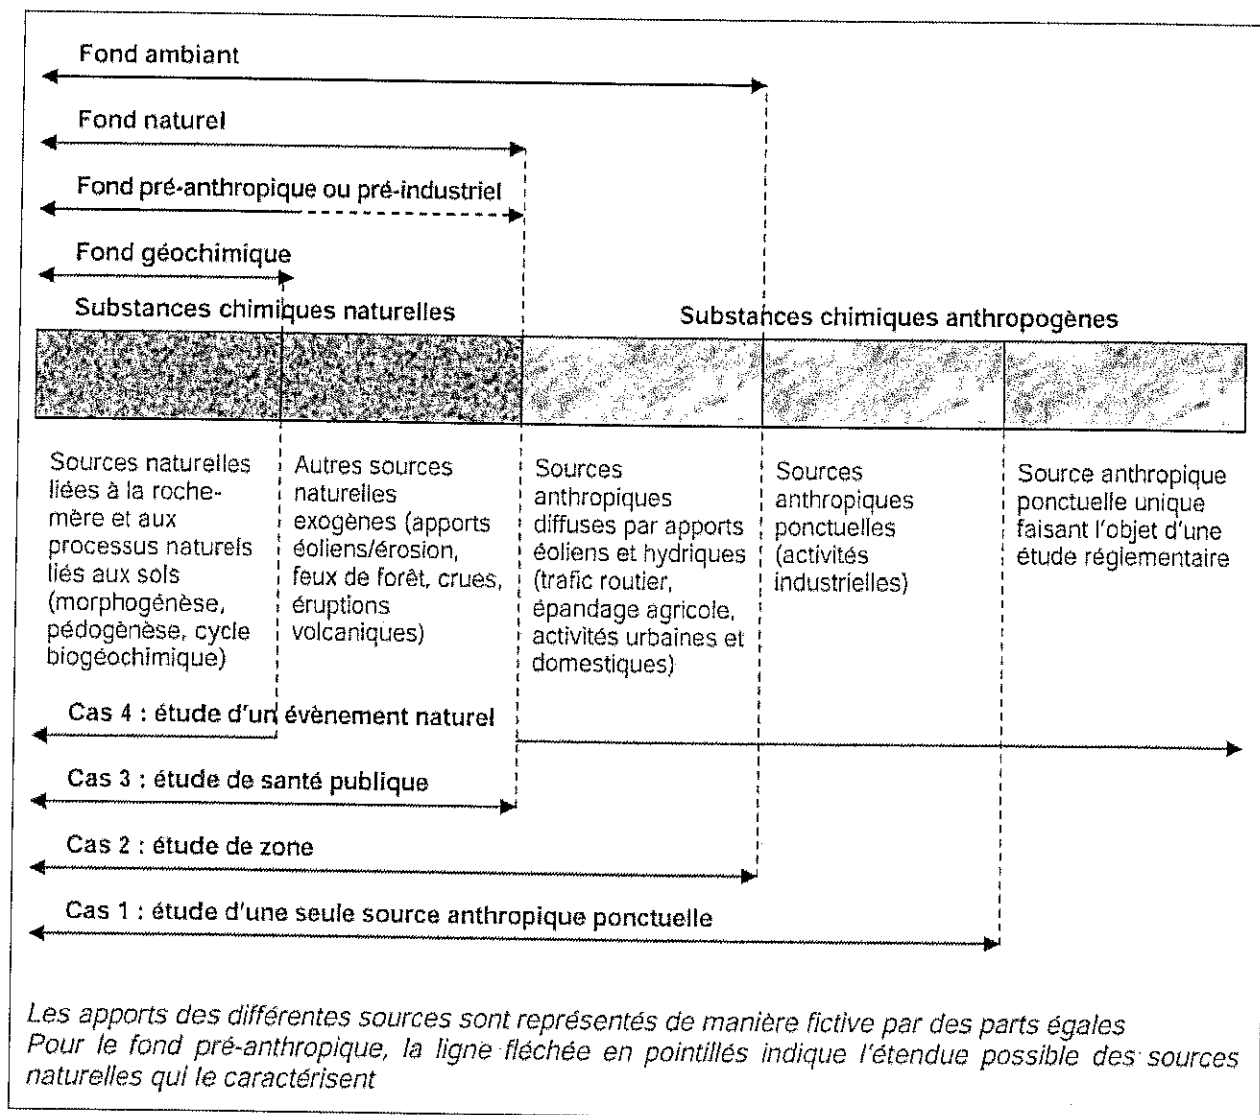 Fond ambiant
Fond naturel
Fond pré-anthropique ou pré-industriel
Fond géochimique
Substances chimiques naturelles
Substances chimiques anthropogènes
Sources naturelles
liées à la roche-
mère et aux
processus naturels
liés aux sols
(morphogénèse,
pédogènèse, cycle
biogéochimique)
Autres sources
naturelles
exogènes (apports
éoliens/érosion,
feux de forêt, crues,
éruptions
volcaniques)
Sources
anthropiques
diffuses par apports
éoliens et hydriques
(trafic routier,
épandage agricole,
activités urbaines et
domestiques)
Sources
anthropiques
ponctuelles
(activités
industrielles)
Source anthropique
ponctuelle unique
faisant l'objet d'une
étude réglementaire
Cas 4 : étude d'un évènement naturel
Cas 3 : étude de santé publique
Cas 2 : étude de zone
Cas 1 : étude d'une seule source anthropique ponctuelle
Les apports des différentes sources sont représentés de manière fictive par des parts égales
Pour le fond pré-anthropique, la ligne fléchée en pointillés indique l'étendue possible des sources
naturelles qui le caractérisent